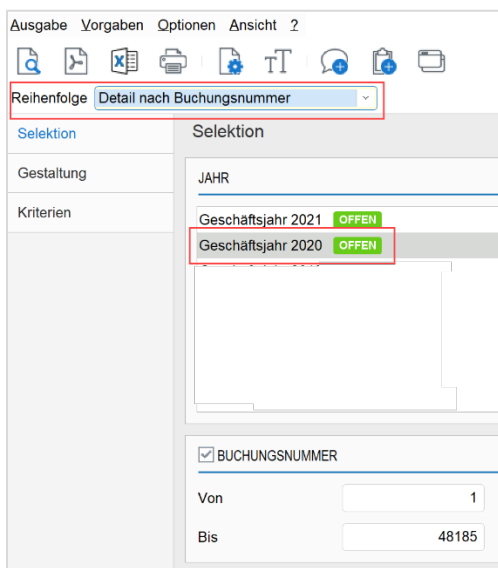 Ausgabe Vorgaben Optionen Ansicht ?
Reihenfolge Detail nach Buchungsnummer
Selektion
Selektion
Gestaltung
JAHR
Kriterien
Geschäftsjahr 2021 OFFEN
Geschäftsjahr 2020 OFFEN
BUCHUNGSNUMMER
Von 1
Bis 48185